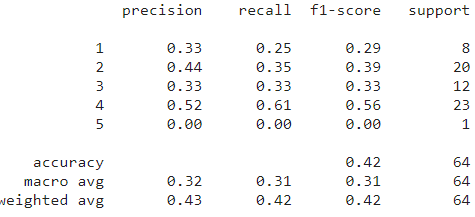 precision recall f1-score support
1 0.33 0.25 0.29 8
2 0.44 0.35 0.39 20
3 0.33 0.33 0.33 12
4 0.52 0.61 0.56 23
5 0.00 0.00 0.00 1
accuracy 0.42 64
macro avg 0.32 0.31 0.31 64
weighted avg 0.43 0.42 0.42 64